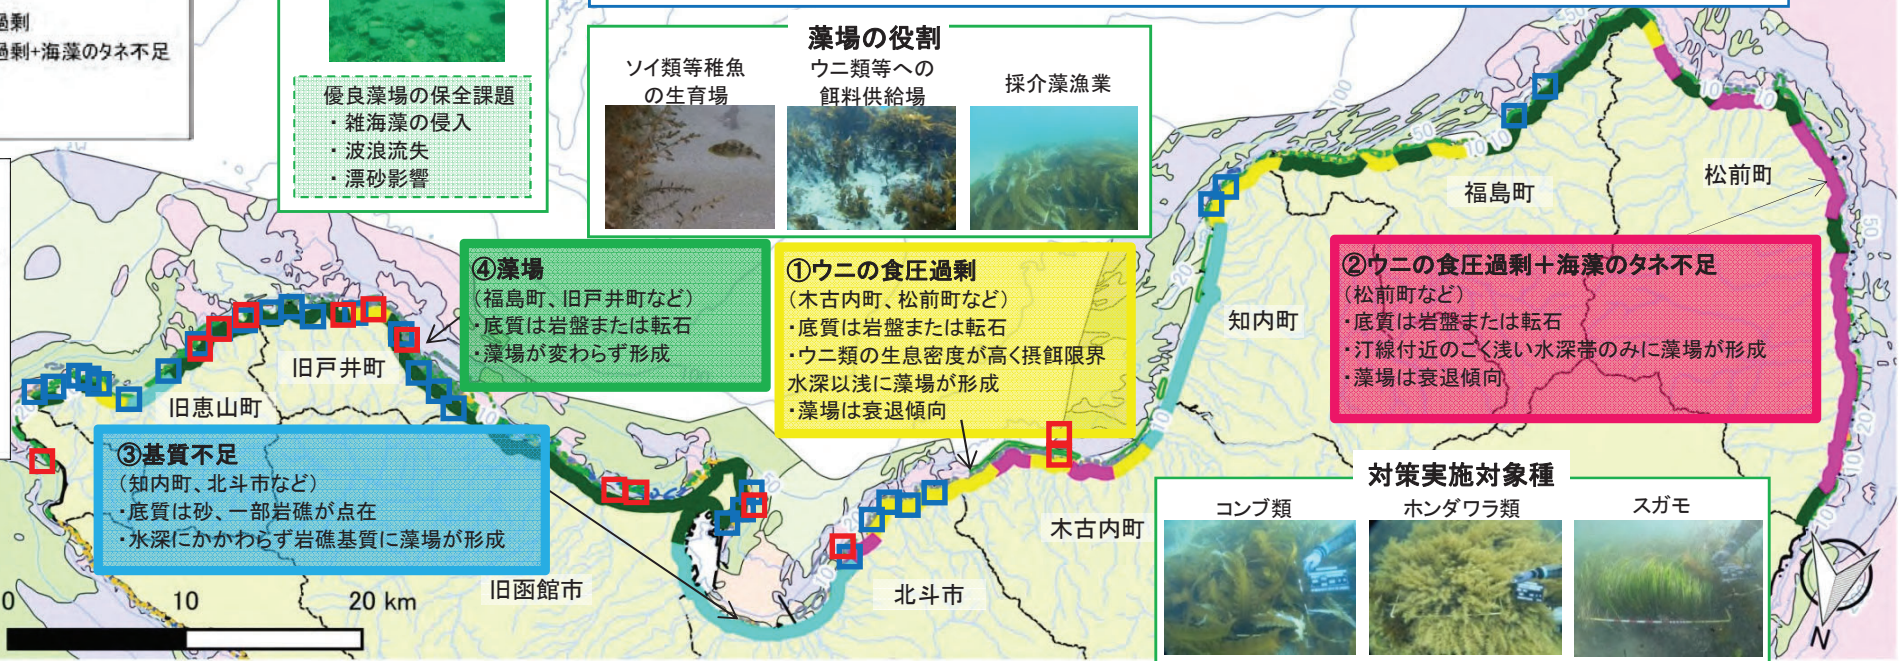 過剰
過剰+海藻のタネ不足
優良藻場の保全課題
・雑海藻の侵入
・波浪流失
・漂砂影響
藻場の役割
ソイ類等稚魚
の生育場
ウニ類等への
餌料供給場
採介藻漁業
④藻場
(福島町、旧戸井町など)
・底質は岩盤または転石
・藻場が変わらず形成
①ウニの食圧過剰
(木古内町、松前町など)
・底質は岩盤または転石
・ウニ類の生息密度が高く摂餌限界
水深以浅に藻場が形成
・藻場は衰退傾向
②ウニの食圧過剰＋海藻のタネ不足
(松前町など)
・底質は岩盤または転石
・汀線付近のごく浅い水深帯のみに藻場が形成
・藻場は衰退傾向
③基質不足
(知内町、北斗市など)
・底質は砂、一部岩礁が点在
・水深にかかわらず岩礁基質に藻場が形成
福島町
松前町
知内町
旧戸井町
旧恵山町
木古内町
旧函館市
北斗市
対策実施対象種
コンブ類
ホンダワラ類
スガモ
0 10 20 km
N
100
50
50
10
10
10
10
50
20
10
10
20
10
10
10